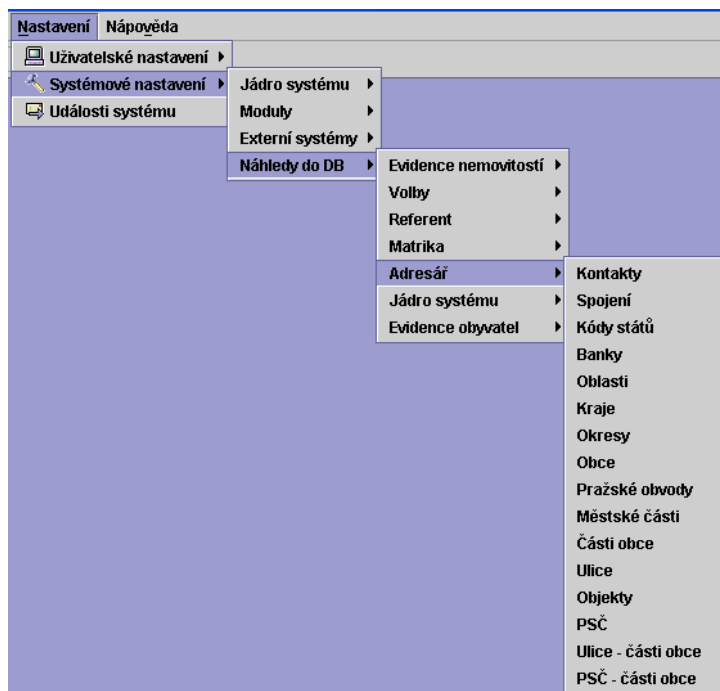 Nastavení Nápověda
Uživatelské nastavení
Systémové nastavení
Události systému
Jádro systému
Moduly
Externí systémy
Náhledy do DB
Evidence nemovitostí
Volby
Referent
Matrika
Adresář
Jádro systému
Evidence obyvatel
Kontakty
Spojení
Kódy států
Banky
Oblasti
Kraje
Okresy
Obce
Pražské obvody
Městské části
Části obce
Ulice
Objekty
PSČ
Ulice - části obce
PSČ - části obce